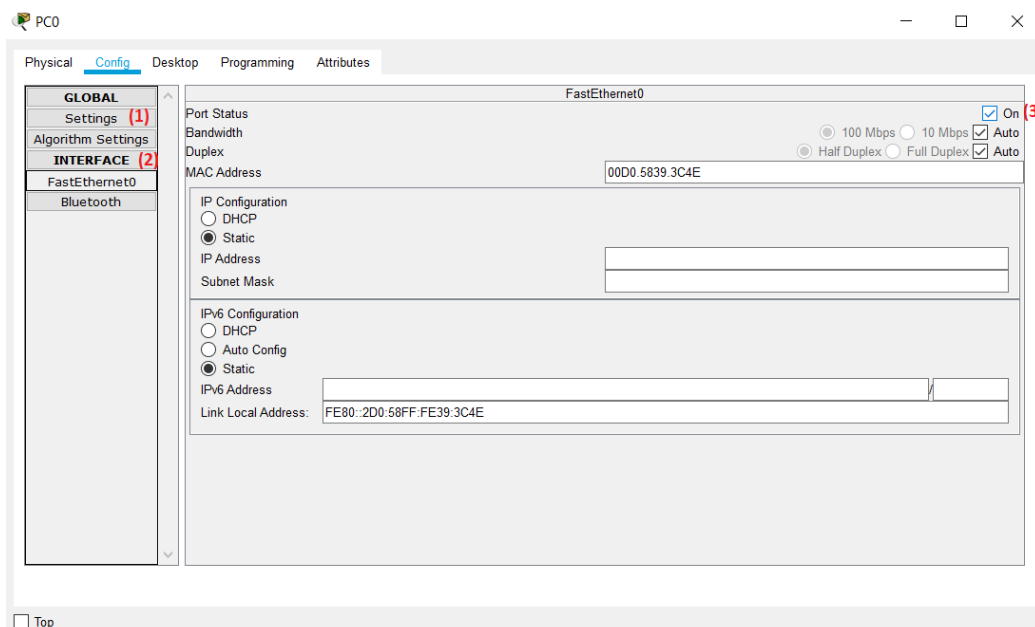 PC0
Physical Config Desktop Programming Attributes
GLOBAL
Settings (1)
Algorithm Settings
INTERFACE (2)
FastEthernet0
Bluetooth
FastEthernet0
Port Status On (3
Bandwidth 100 Mbps 10 Mbps Auto
Duplex Half Duplex Full Duplex Auto
MAC Address 00D0.5839.3C4E
IP Configuration
DHCP
Static
IP Address
Subnet Mask
IPv6 Configuration
DHCP
Auto Config
Static
IPv6 Address /
Link Local Address: FE80::2D0:58FF:FE39:3C4E
Top